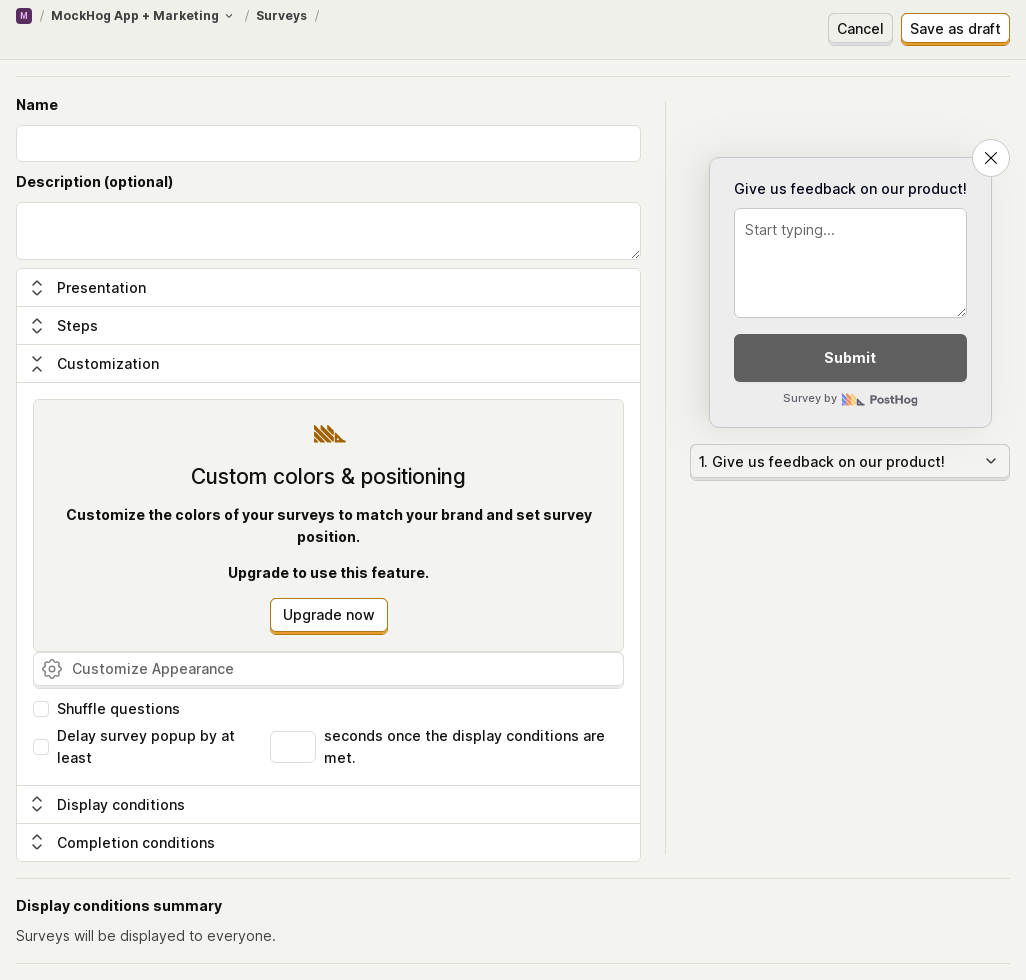 M / MockHog App + Marketing / Surveys /
Cancel
Save as draft
Name
Description (optional)
Presentation
Steps
Customization
Custom colors & positioning
Customize the colors of your surveys to match your brand and set survey
position.
Upgrade to use this feature.
Upgrade now
Customize Appearance
Shuffle questions
Delay survey popup by at
least
seconds once the display conditions are
met.
Display conditions
Completion conditions
Give us feedback on our product!
Start typing...
Submit
Survey by PostHog
1. Give us feedback on our product!
Display conditions summary
Surveys will be displayed to everyone.